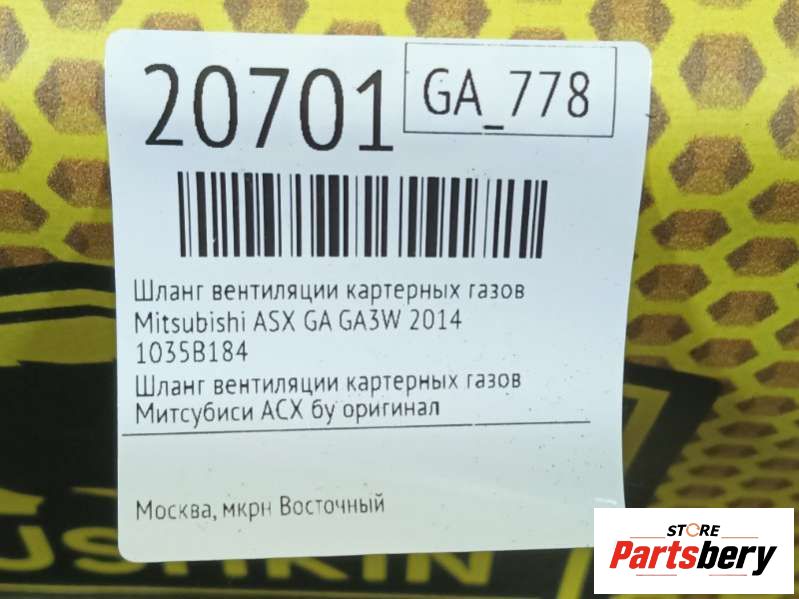 20701
GA_778
Шланг вентиляции картерных газов
Mitsubishi ASX GA GA3W 2014
1035B184
Шланг вентиляции картерных газов
Митсубиси АСХ бу оригинал
Москва, мкрн Восточный
USHKIN
STORE
Partsbery